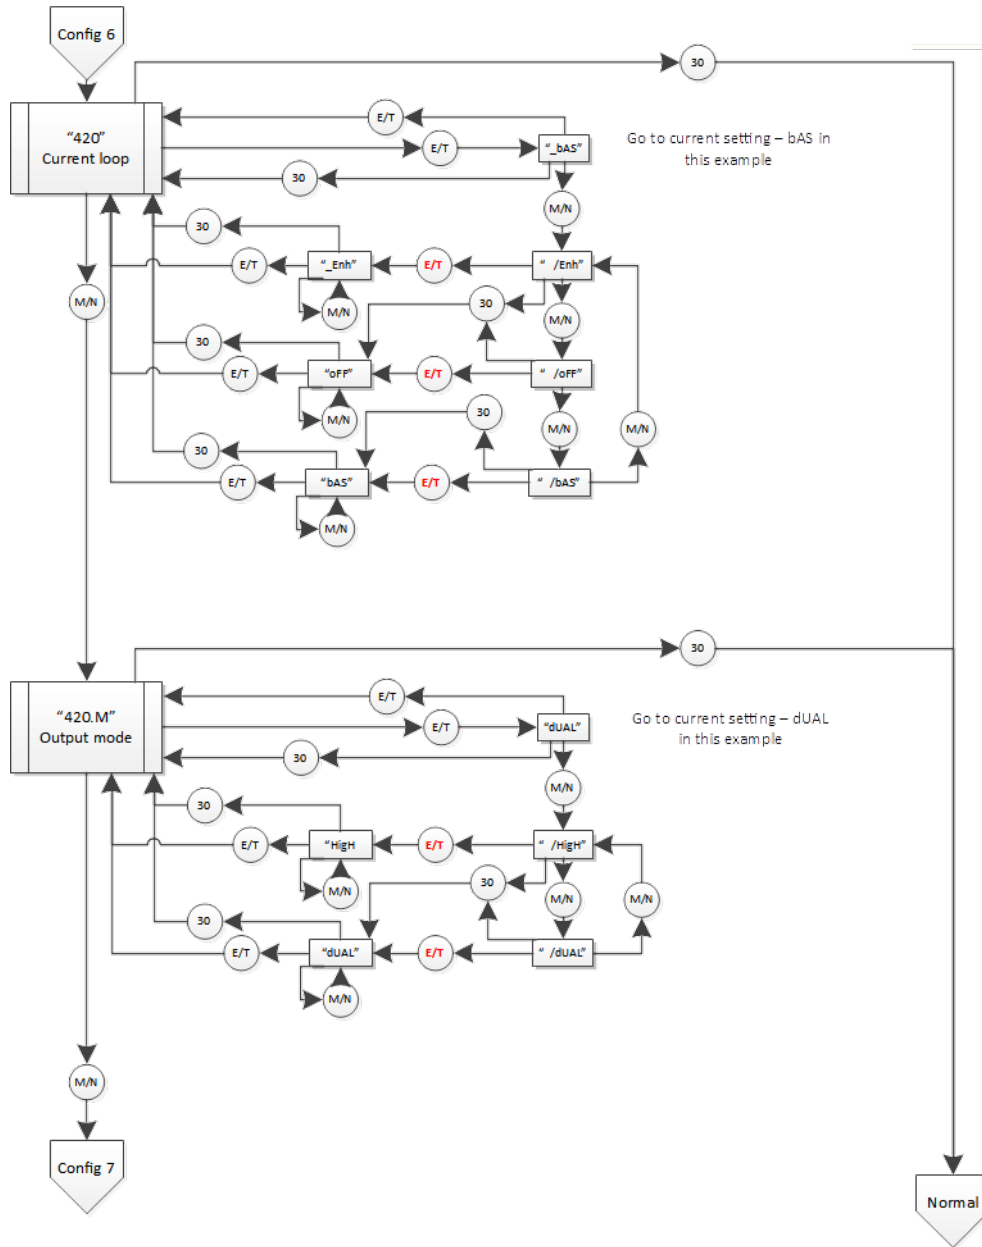 Config 6
30
"420"
Current loop
E/T
E/T
"_bAS"
Go to current setting – bAS in
this example
30
M/N
30
"_Enh"
E/T
E/T
" /Enh"
M/N
M/N
30
M/N
30
"oFF"
E/T
E/T
" /oFF"
M/N
30
M/N
M/N
30
"bAS"
E/T
E/T
" /bAS"
M/N
30
"420.M"
Output mode
E/T
E/T
"dUAL"
Go to current setting – dUAL
in this example
30
M/N
30
"HigH
E/T
E/T
" /HigH"
M/N
30
M/N
M/N
30
"dUAL"
E/T
E/T
" /dUAL"
M/N
M/N
Config 7
Normal